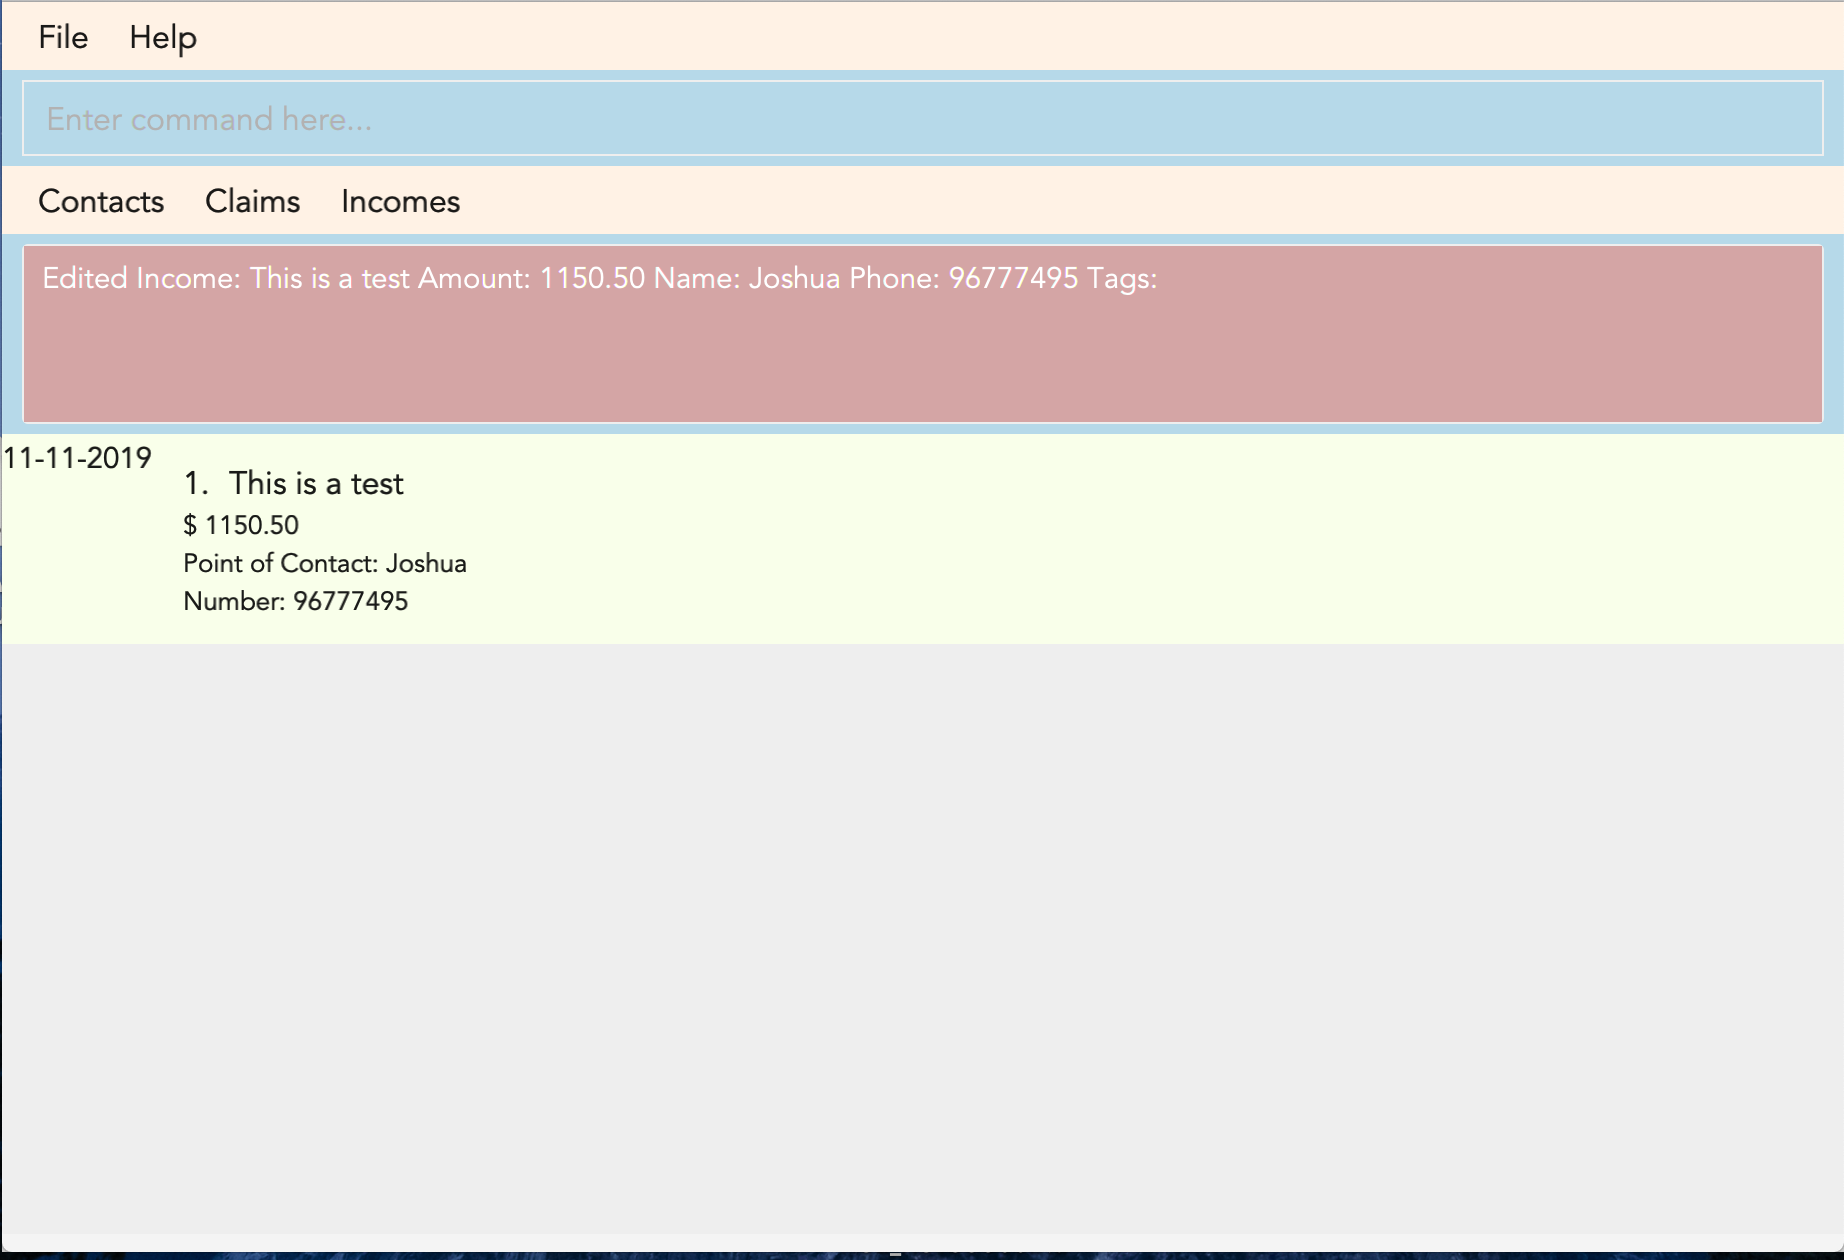 File Help
Enter command here...
Contacts Claims Incomes
Edited Income: This is a test Amount: 1150.50 Name: Joshua Phone: 96777495 Tags:
11-11-2019
1. This is a test
$ 1150.50
Point of Contact: Joshua
Number: 96777495